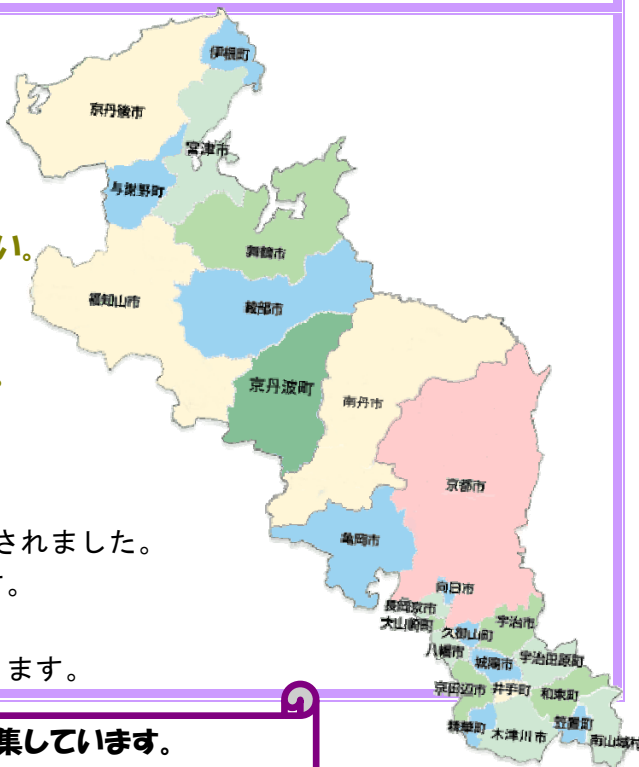 伊根町
京丹後市
宮津市
与謝野町
い。
舞鶴市
福知山市
綾部市
京丹波町
南丹市
京都市
されました。
亀岡市
す。
向日市
長岡京市
大山崎町
宇治市
久御山町
八幡市
ります。
城陽市
宇治田原町
京田辺市
井手町
和束町
精華町
木津川市
笠置町
南山城村
集しています。